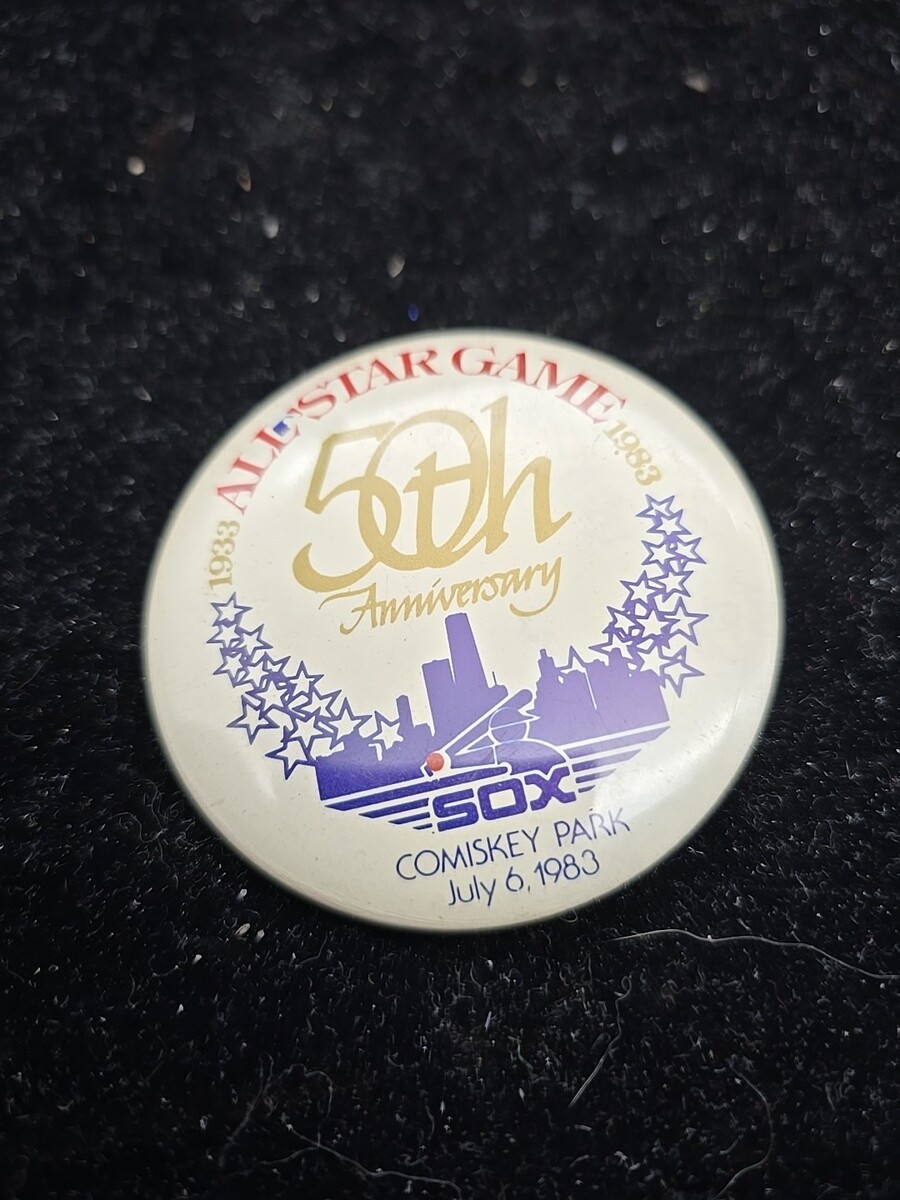 ALL STAR GAME
1933
1983
50th
Anniversary
SOX
COMISKEY PARK
July 6, 1983